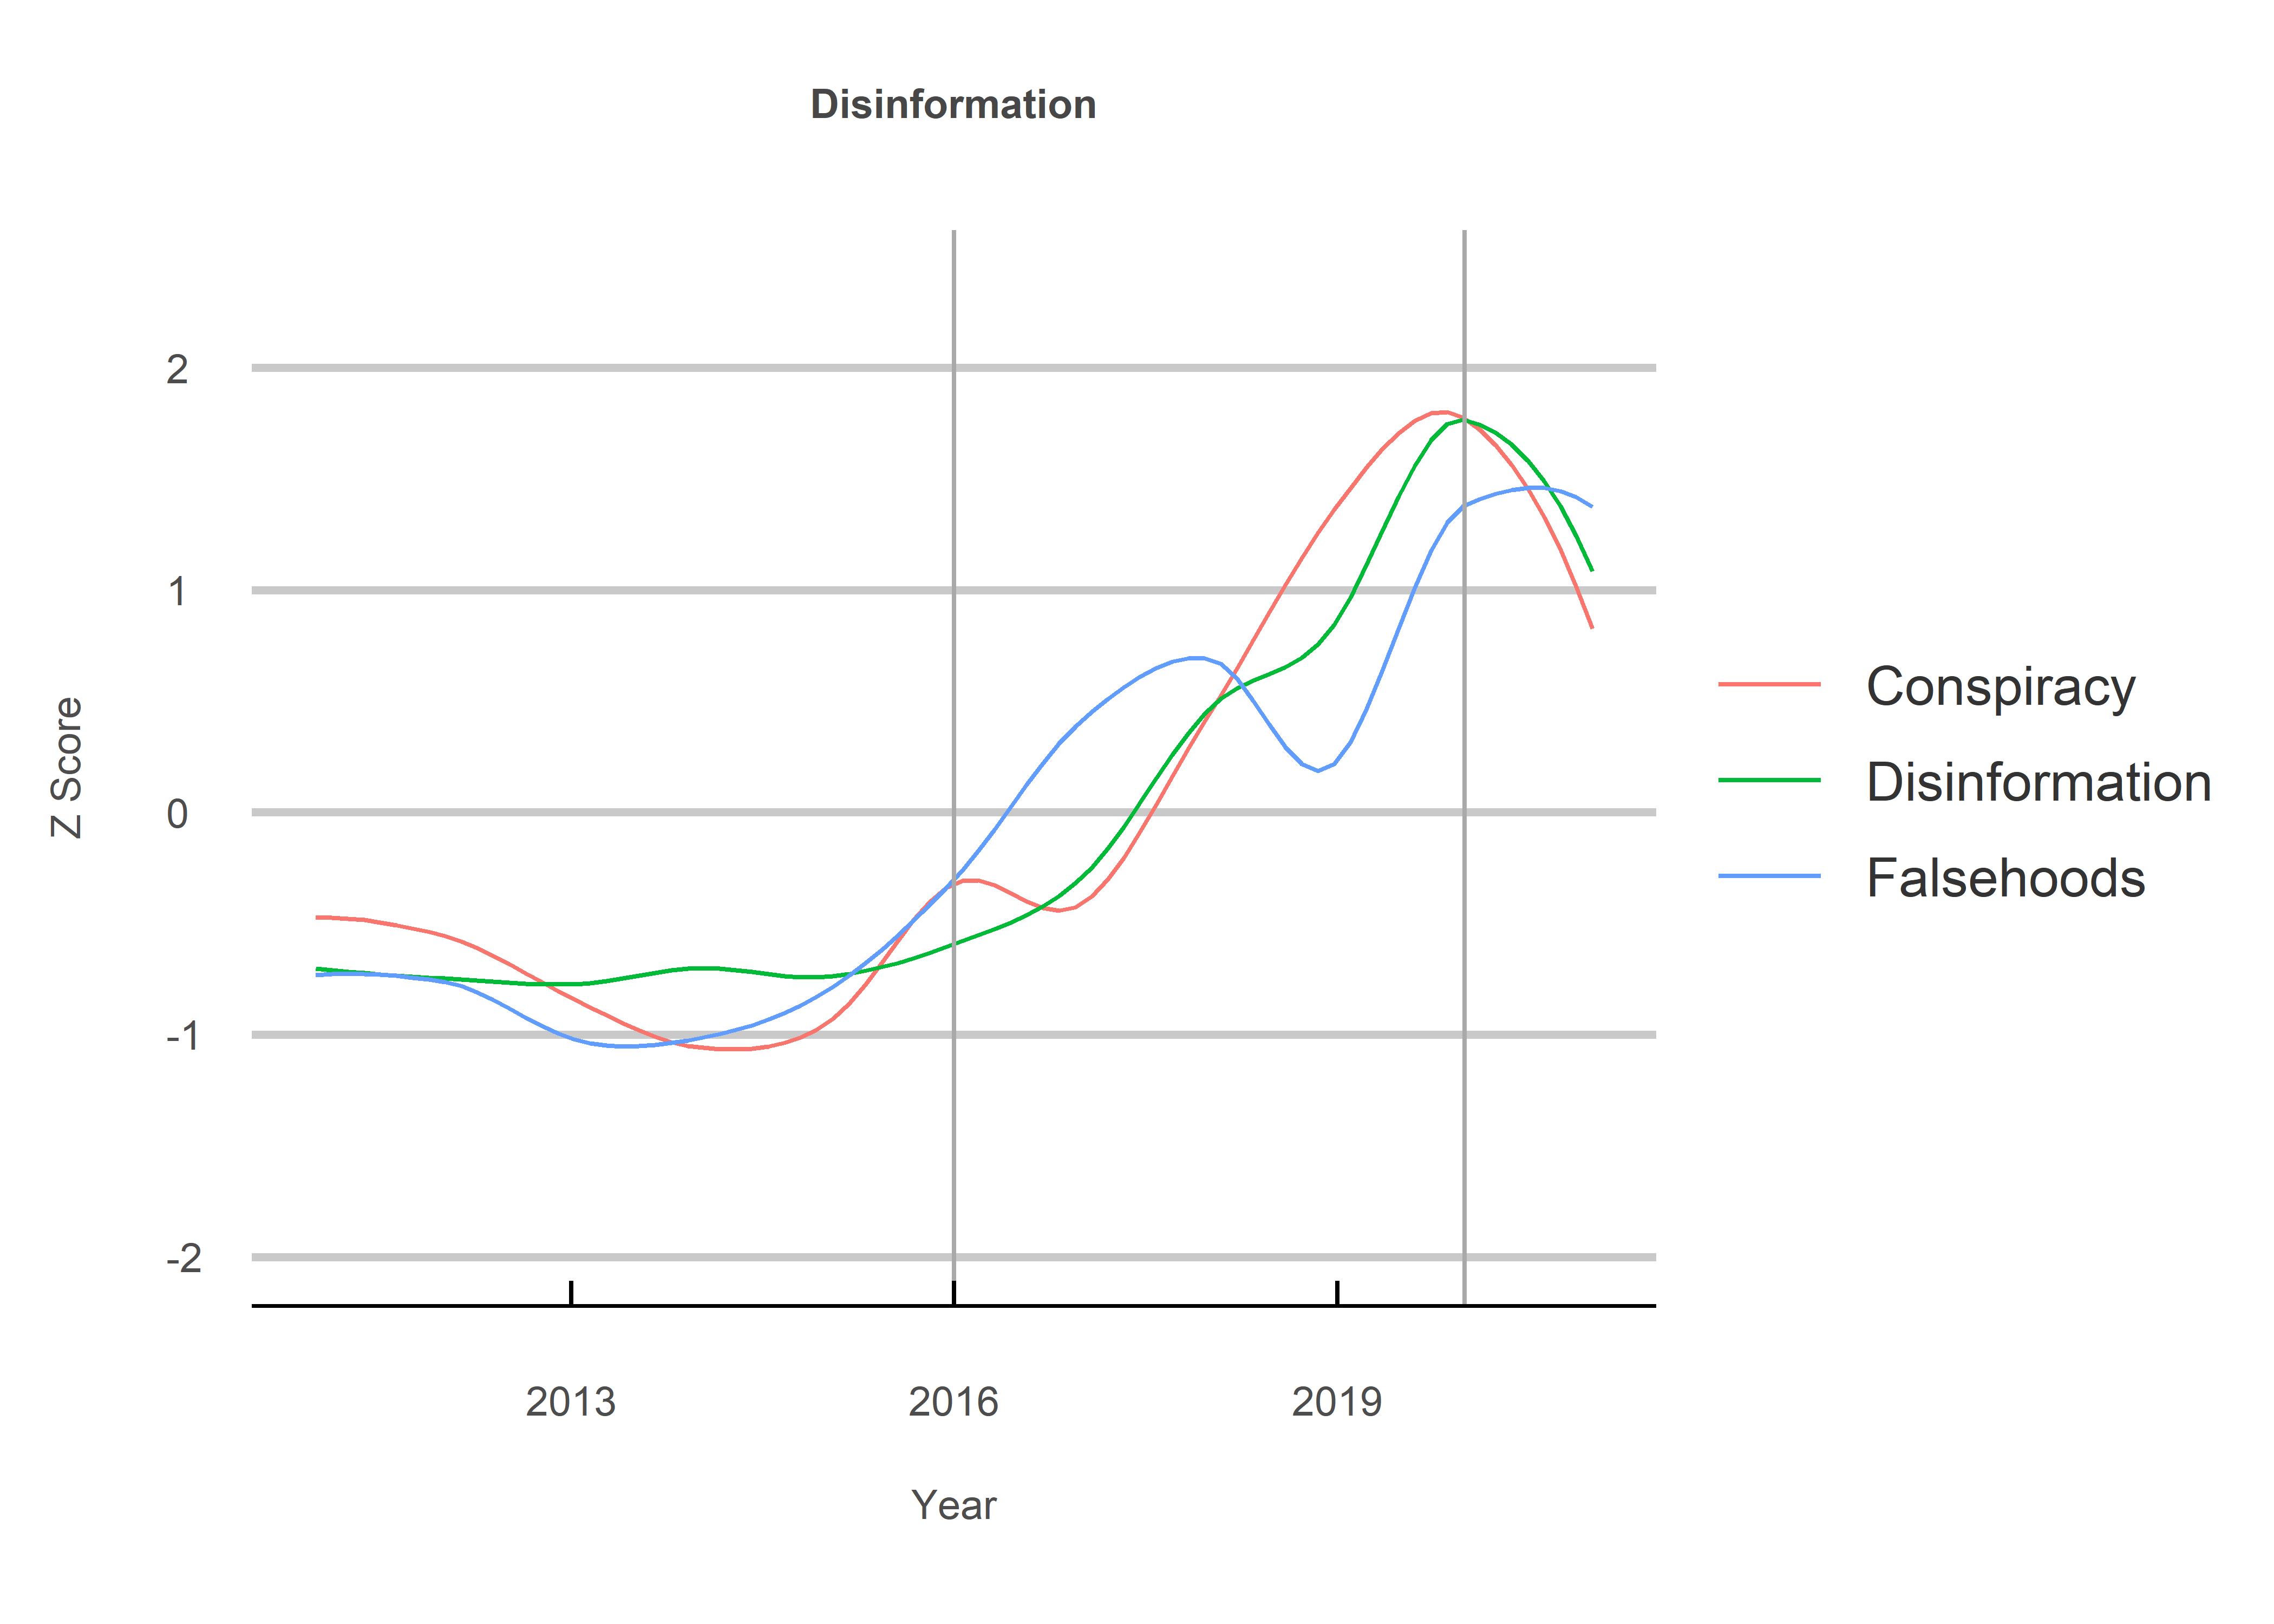 Disinformation
2
1
0
-1
-2
Z Score
2013
2016
2019
Year
Conspiracy
Disinformation
Falsehoods